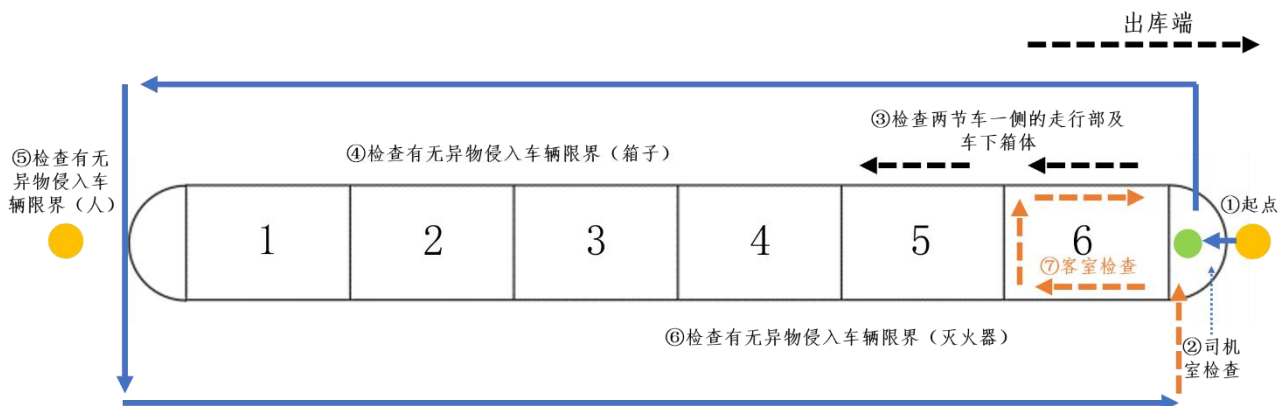 出库端
③检查两节车一侧的走行部及
车下箱体
④检查有无异物侵入车辆限界（箱子）
⑤检查有无
异物侵入车
辆限界（人）
①起点
1
2
3
4
5
6
⑦客室检查
⑥检查有无异物侵入车辆限界（灭火器）
②司机
室检查